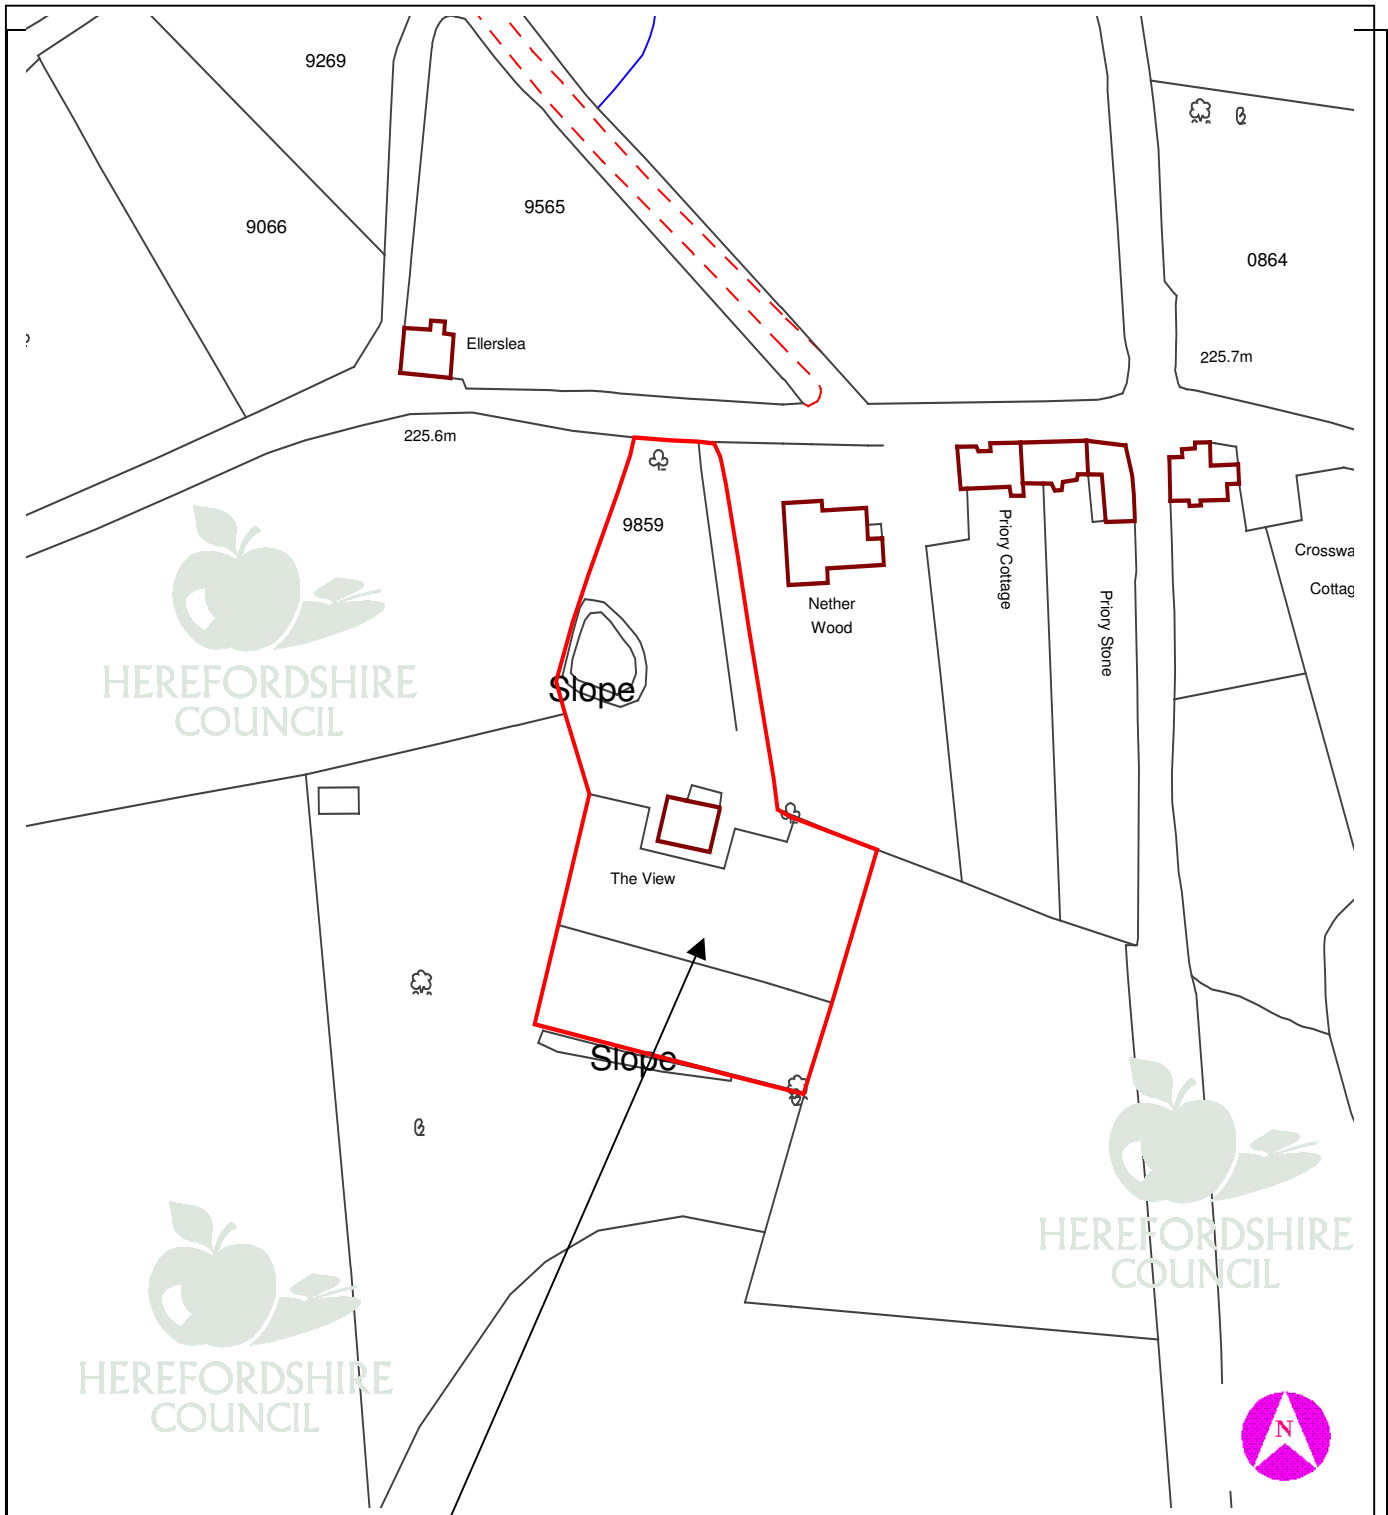 9269
9066
9565
0864
Ellerslea
225.7m
225.6m
9859
Priory Cottage
Priory Stone
Crosswa
Cottag
Nether
Wood
HEREFORDSHIRE
COUNCIL
Slope
The View
Slope
HEREFORDSHIRE
COUNCIL
HEREFORDSHIRE
COUNCIL
N